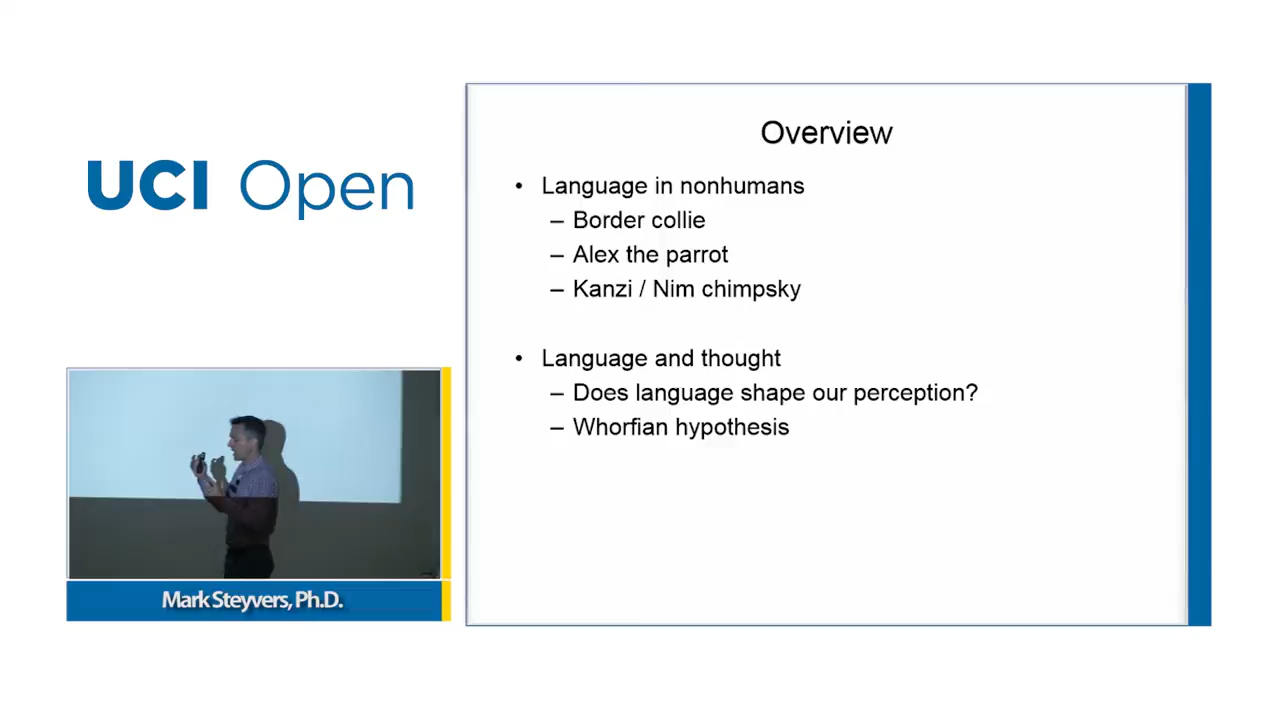 UCI Open
Overview
• Language in nonhumans
– Border collie
– Alex the parrot
– Kanzi / Nim chimpsky
• Language and thought
– Does language shape our perception?
– Whorfian hypothesis
Mark Steyvers, Ph.D.